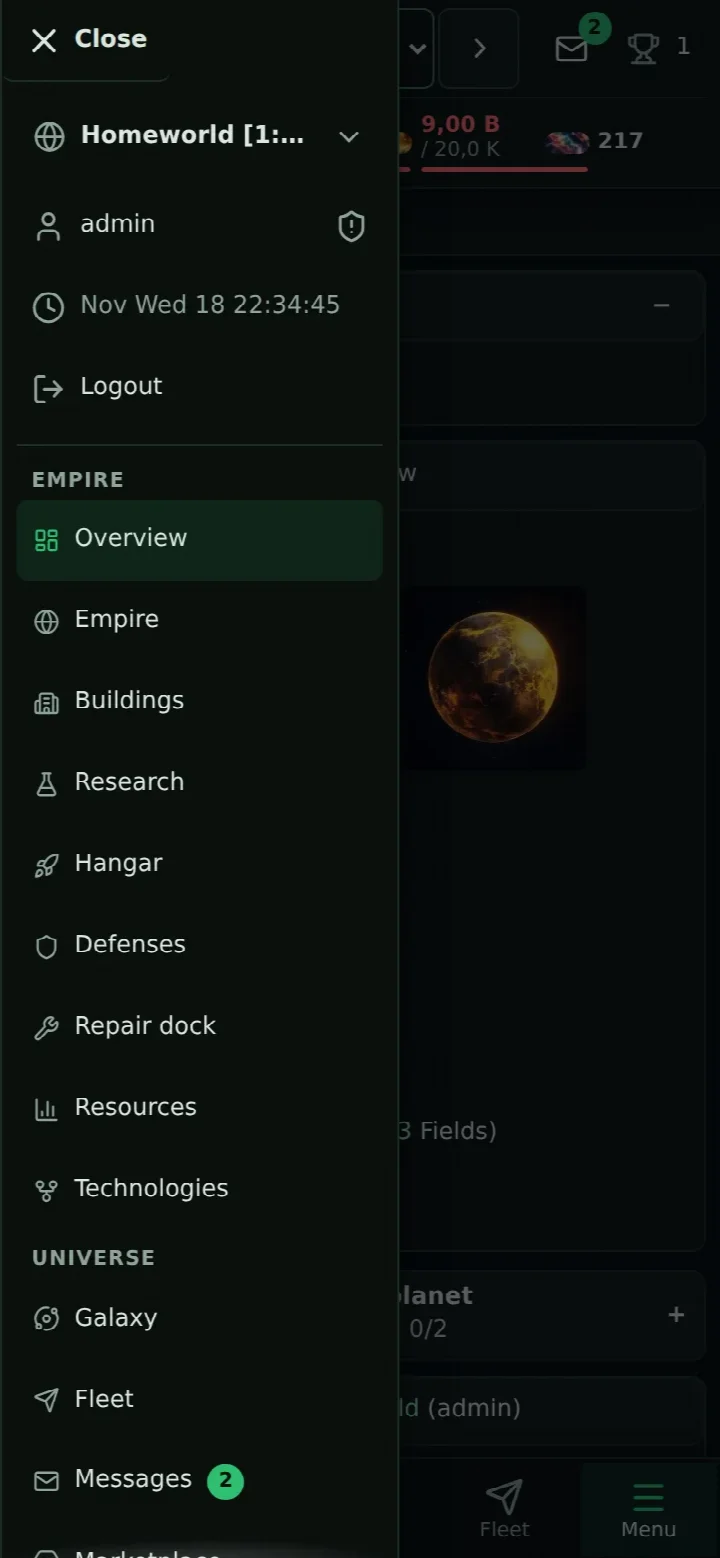 Close
2
1
Homeworld [1:...
9,00 B
/ 20,0 K
217
admin
Nov Wed 18 22:34:45
Logout
EMPIRE
Overview
w
Empire
Buildings
Research
Hangar
Defenses
Repair dock
Resources
3 Fields)
Technologies
UNIVERSE
planet
0/2
Galaxy
Fleet
ld (admin)
Messages 2
Marketplace
Fleet
Menu